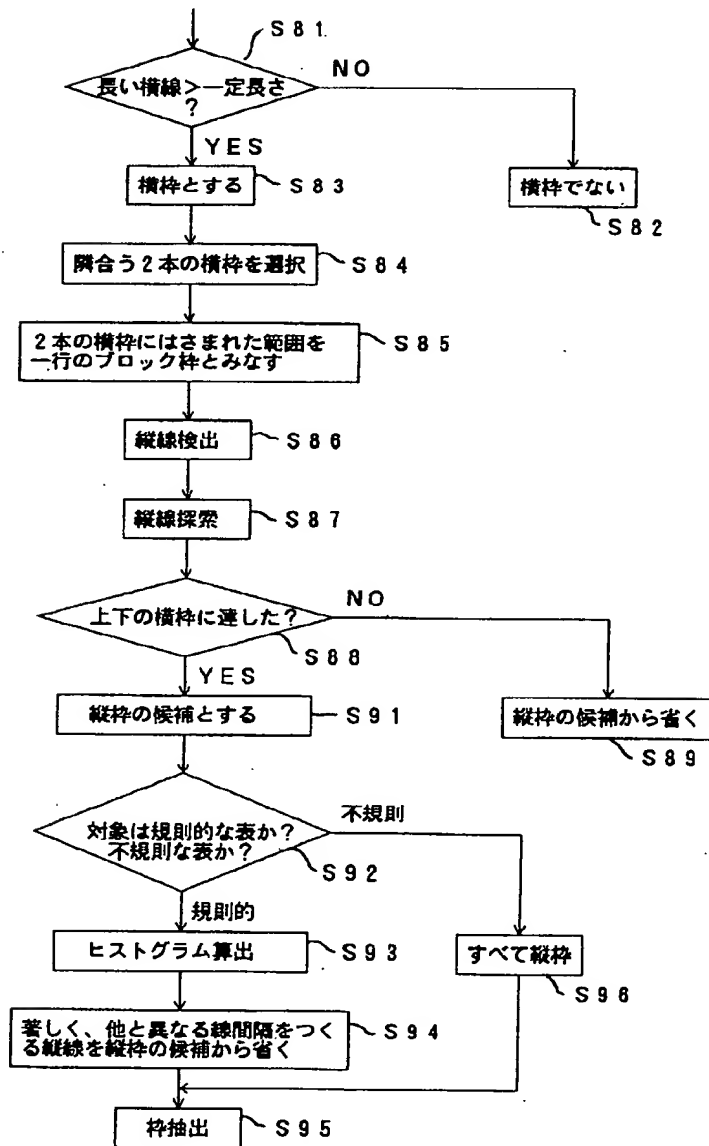 S81
長い横線＞一定長さ
？
NO
YES
横枠とする
S83
横枠でない
S82
隣合う2本の横枠を選択
S84
2本の横枠にはさまれた範囲を
一行のブロック枠とみなす
S85
縦線検出
S86
縦線探索
S87
上下の横枠に達した？
NO
S88
YES
縦枠の候補とする
S91
縦枠の候補から省く
S89
対象は規則的な表か？
不規則な表か？
不規則
S92
規則的
ヒストグラム算出
S93
すべて縦枠
S96
著しく、他と異なる線間隔をつく
る縦線を縦枠の候補から省く
S94
枠抽出
S95